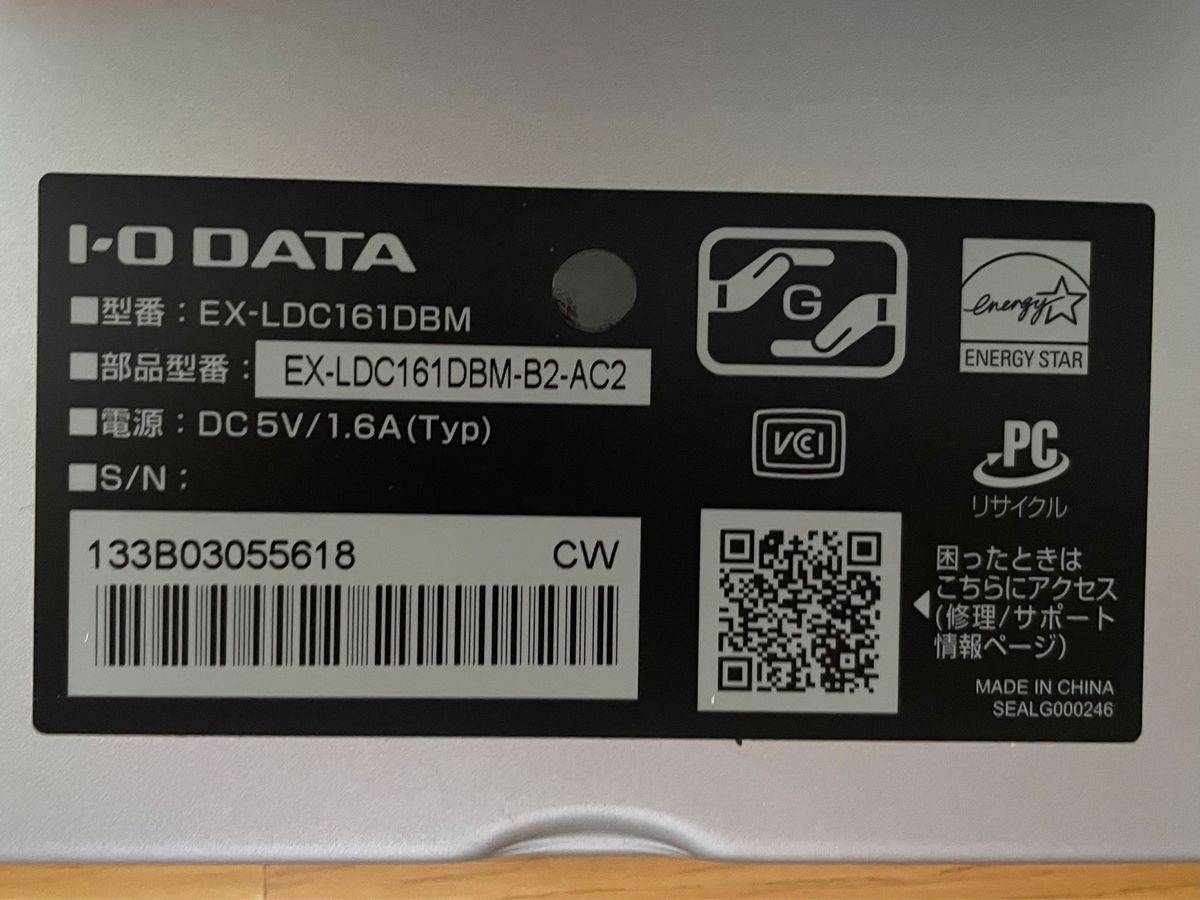 I-O DATA
■型番：EX-LDC161DBM
■部品型番：EX-LDC161DBM-B2-AC2
■電源：DC 5V/1.6A(Typ)
■S/N：
133B03055618 CW
G
energy
ENERGY STAR
VCI
PC
リサイクル
困ったときは
こちらにアクセス
(修理/サポート
情報ページ)
MADE IN CHINA
SEALG000246